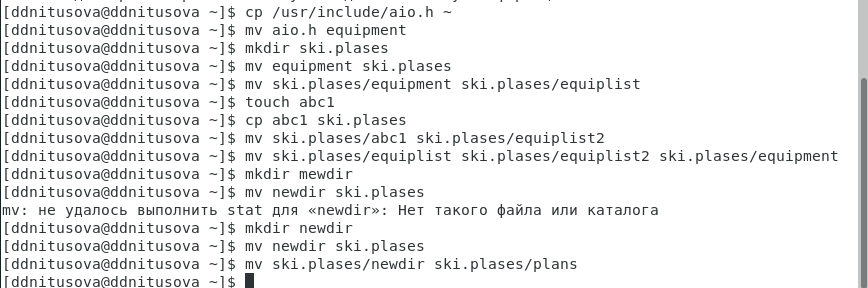 [ddnitusova@ddnitusova ~]$ cp /usr/include/aio.h ~
[ddnitusova@ddnitusova ~]$ mv aio.h equipment
[ddnitusova@ddnitusova ~]$ mkdir ski.plases
[ddnitusova@ddnitusova ~]$ mv equipment ski.plases
[ddnitusova@ddnitusova ~]$ mv ski.plases/equipment ski.plases/equiplist
[ddnitusova@ddnitusova ~]$ touch abc1
[ddnitusova@ddnitusova ~]$ cp abc1 ski.plases
[ddnitusova@ddnitusova ~]$ mv ski.plases/abc1 ski.plases/equiplist2
[ddnitusova@ddnitusova ~]$ mv ski.plases/equiplist ski.plases/equiplist2 ski.plases/equipment
[ddnitusova@ddnitusova ~]$ mkdir mewdir
[ddnitusova@ddnitusova ~]$ mv newdir ski.plases
mv: не удалось выполнить stat для «newdir»: Нет такого файла или каталога
[ddnitusova@ddnitusova ~]$ mkdir newdir
[ddnitusova@ddnitusova ~]$ mv newdir ski.plases
[ddnitusova@ddnitusova ~]$ mv ski.plases/newdir ski.plases/plans
[ddnitusova@ddnitusova ~]$